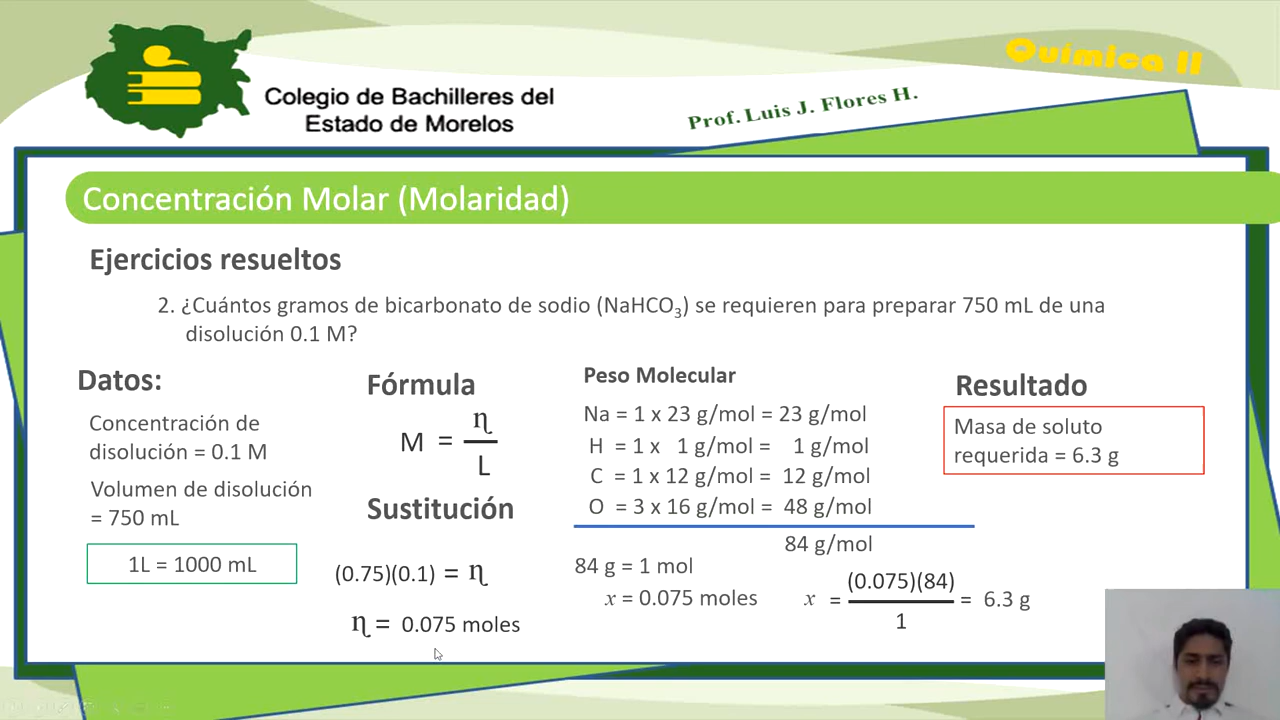 Química II
Colegio de Bachilleres del
Estado de Morelos
Prof. Luis J. Flores H.
Concentración Molar (Molaridad)
Ejercicios resueltos
2. ¿Cuántos gramos de bicarbonato de sodio (NaHCO₃) se requieren para preparar 750 mL de una
disolución 0.1 M?
Datos:
Concentración de
disolución = 0.1 M
Volumen de disolución
= 750 mL
1L = 1000 mL
Fórmula
M = η / L
Sustitución
(0.75)(0.1) = η
η = 0.075 moles
Peso Molecular
Na = 1 x 23 g/mol = 23 g/mol
H = 1 x 1 g/mol = 1 g/mol
C = 1 x 12 g/mol = 12 g/mol
O = 3 x 16 g/mol = 48 g/mol
84 g/mol
84 g = 1 mol
x = 0.075 moles
x = (0.075)(84) / 1 = 6.3 g
Resultado
Masa de soluto
requerida = 6.3 g